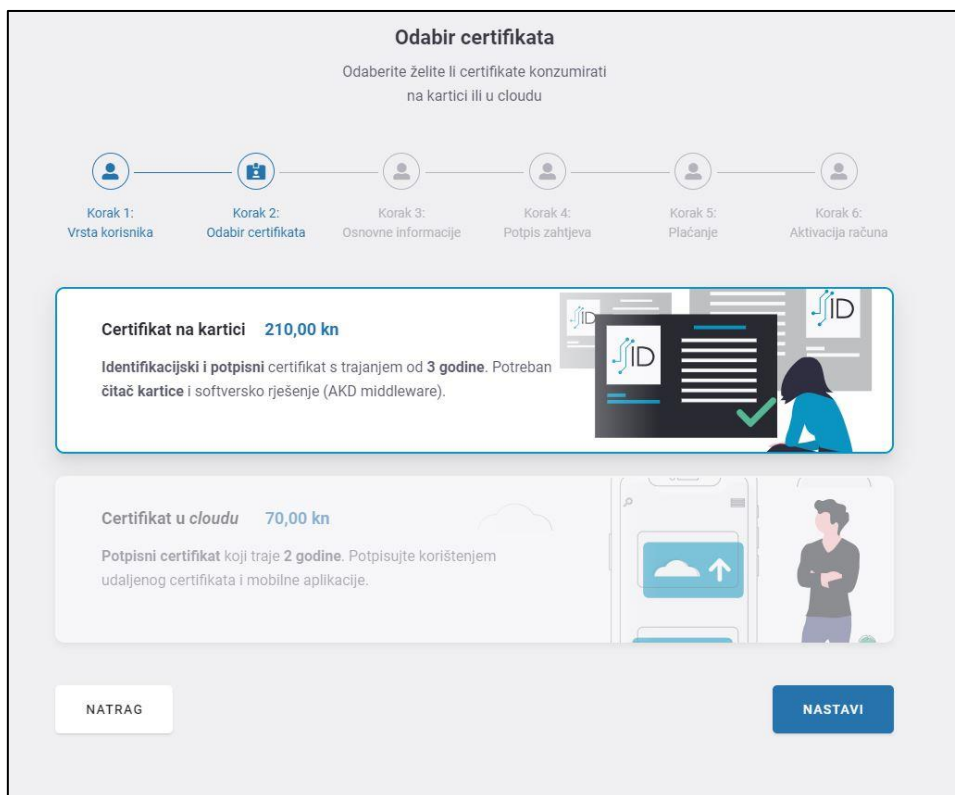 Odabir certifikata
Odaberite želite li certifikate konzumirati
na kartici ili u cloudu
Korak 1:
Vrsta korisnika
Korak 2:
Odabir certifikata
Korak 3:
Osnovne informacije
Korak 4:
Potpis zahtjeva
Korak 5:
Plaćanje
Korak 6:
Aktivacija računa
Certifikat na kartici 210,00 kn
Identifikacijski i potpisni certifikat s trajanjem od 3 godine. Potreban
čitač kartice i softversko rješenje (AKD middleware).
ID
ID
ID
Certifikat u cloudu 70,00 kn
Potpisni certifikat koji traje 2 godine. Potpisujte korištenjem
udaljenog certifikata i mobilne aplikacije.
NATRAG
NASTAVI